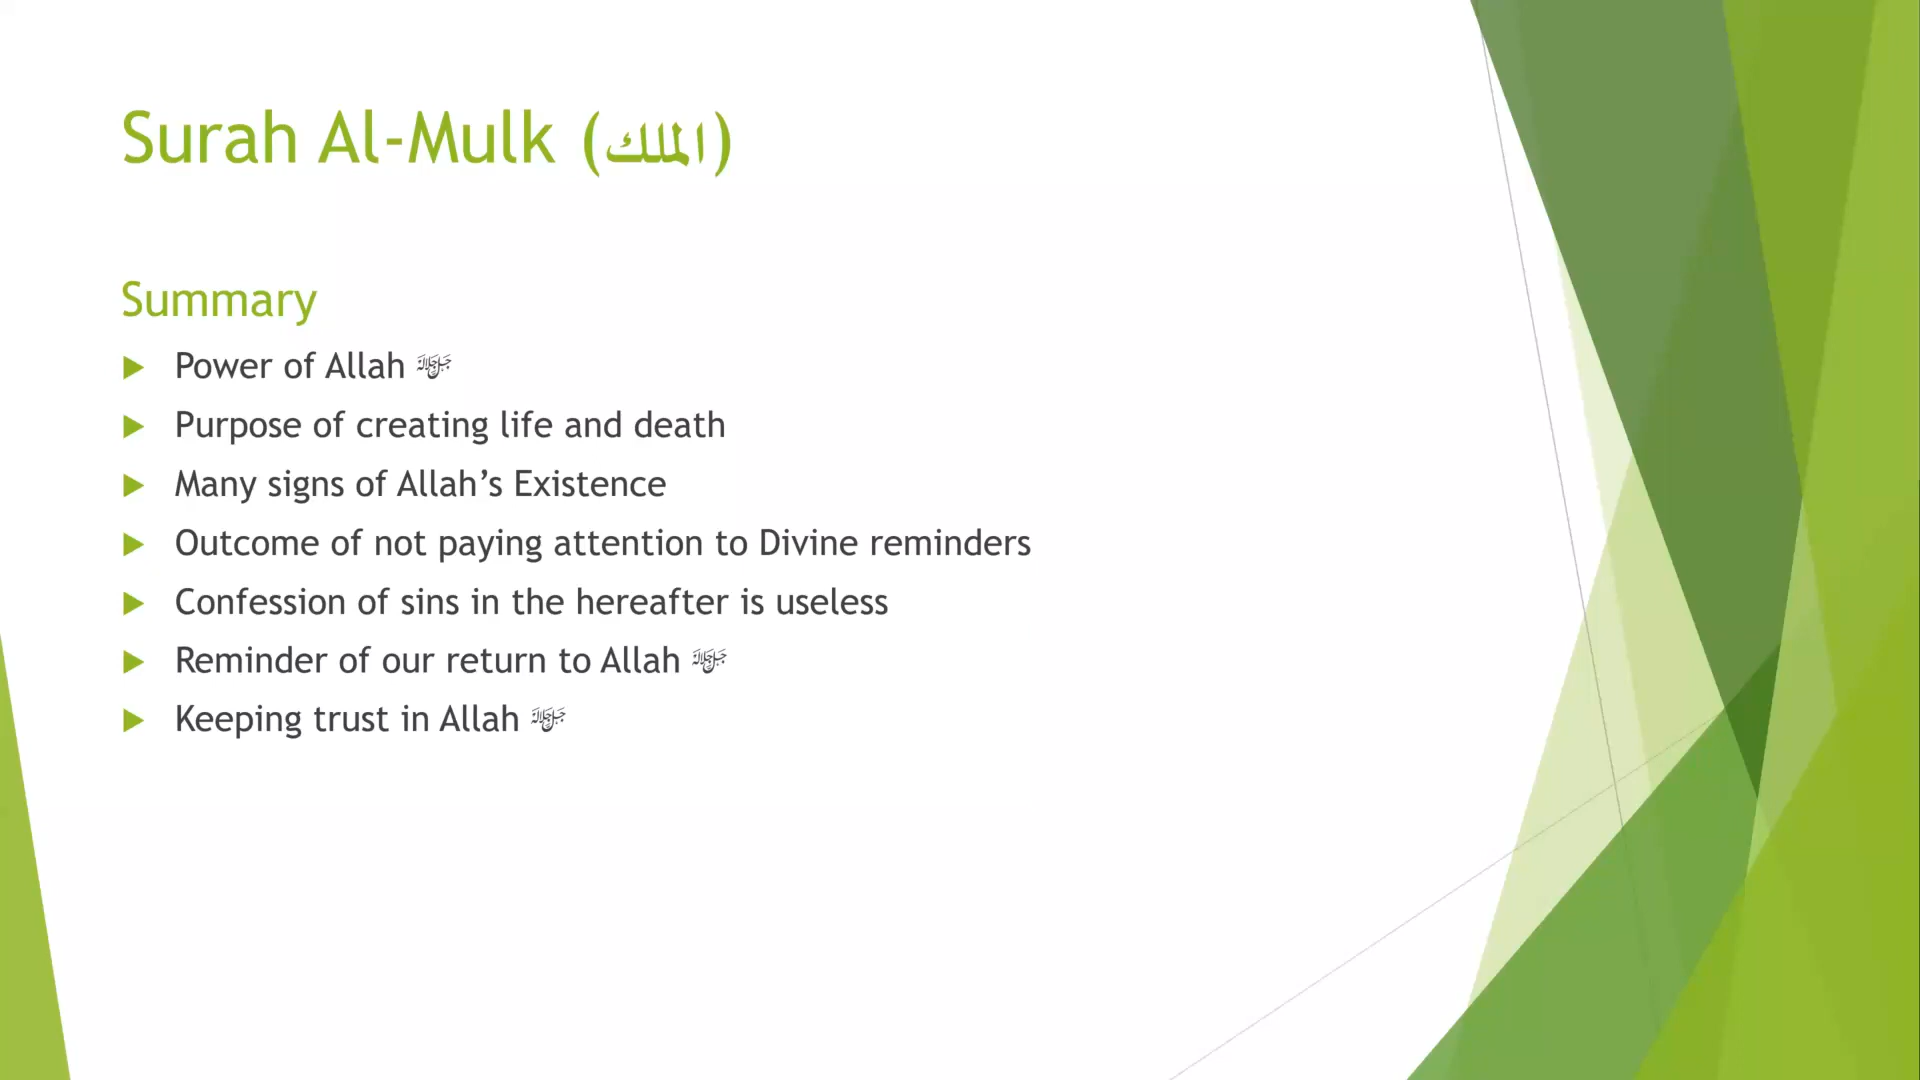 Surah Al-Mulk (الملك)
Summary
Power of Allah ﷻ
Purpose of creating life and death
Many signs of Allah’s Existence
Outcome of not paying attention to Divine reminders
Confession of sins in the hereafter is useless
Reminder of our return to Allah ﷻ
Keeping trust in Allah ﷻ